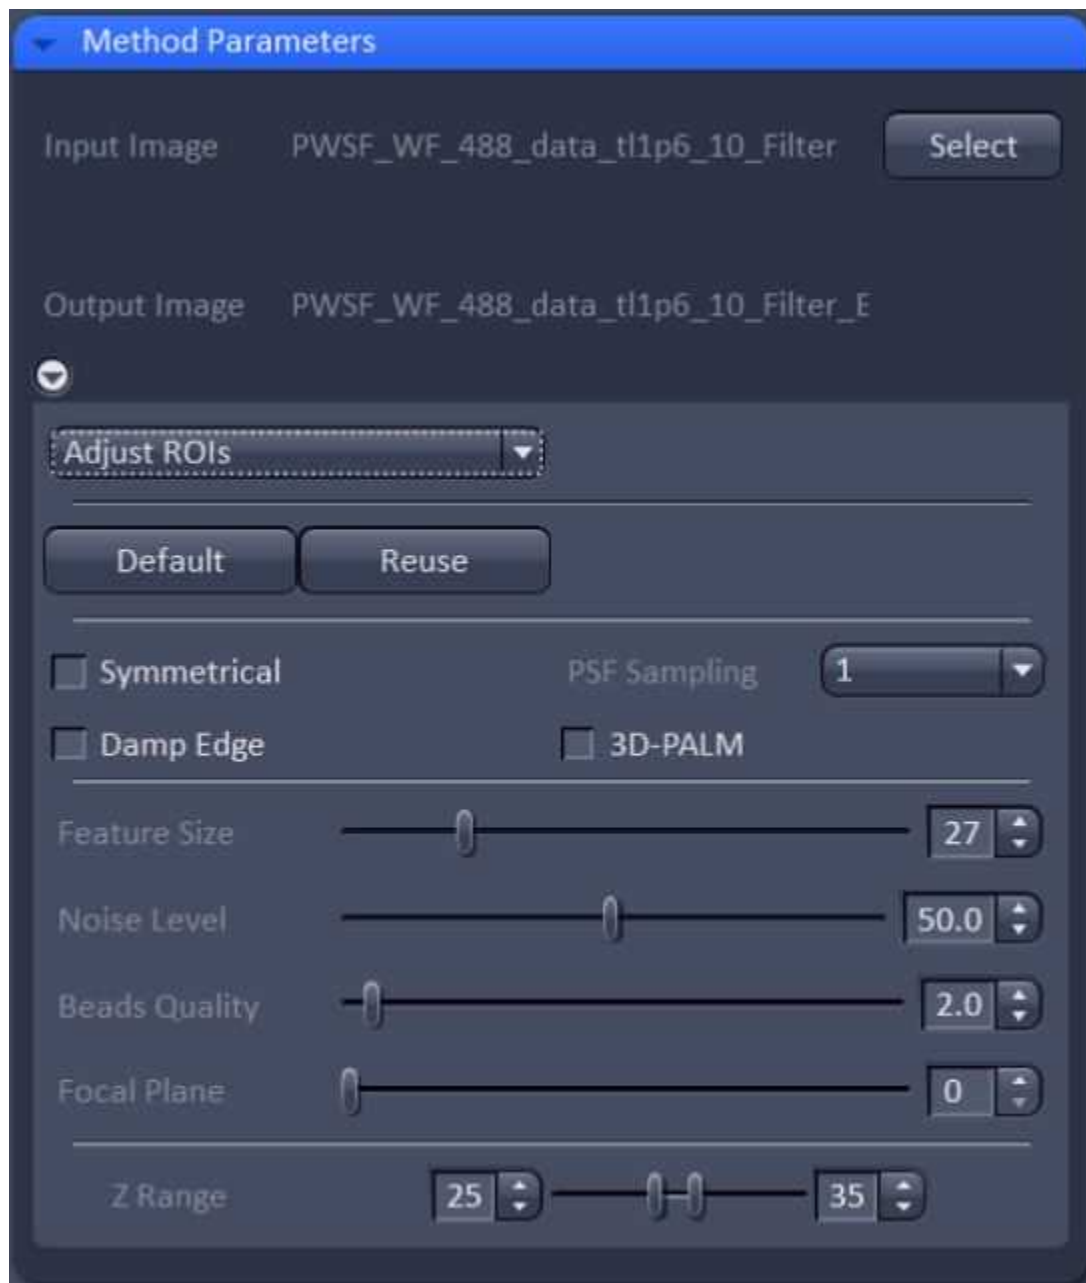 Method Parameters
Input Image PWSF_WF_488_data_tl1p6_10_Filter Select
Output Image PWSF_WF_488_data_tl1p6_10_Filter_E
Adjust ROIs
Default Reuse
Symmetrical PSF Sampling 1
Damp Edge 3D-PALM
Feature Size 27
Noise Level 50.0
Beads Quality 2.0
Focal Plane 0
Z Range 25 35